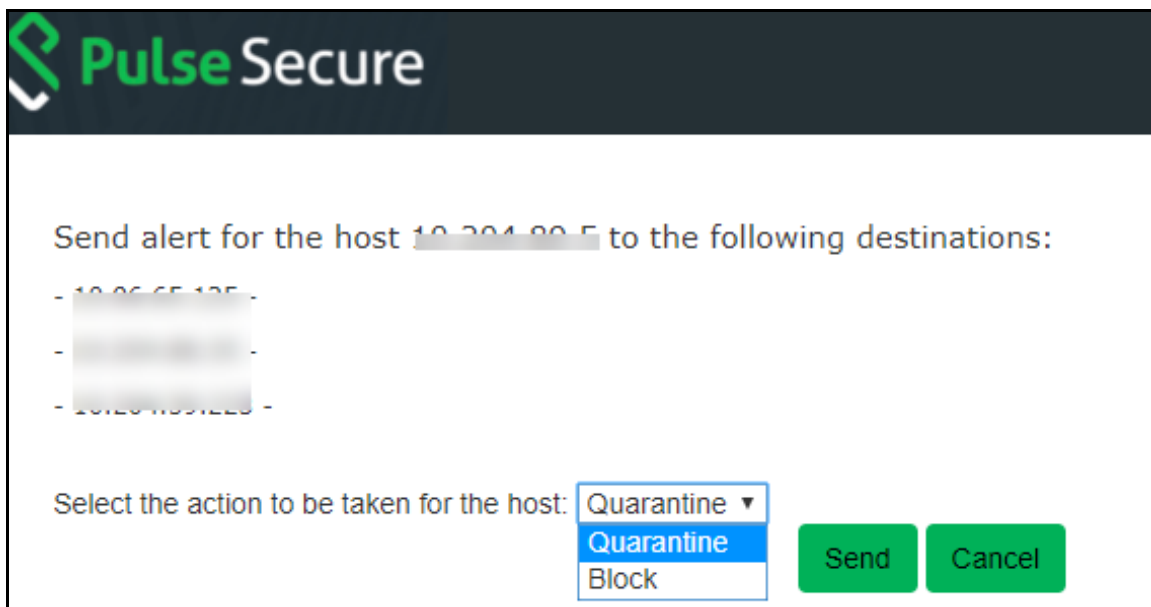 Pulse Secure
Send alert for the host to the following destinations:
- -
- -
- -
Select the action to be taken for the host: Quarantine ▼
Quarantine
Block
Send
Cancel